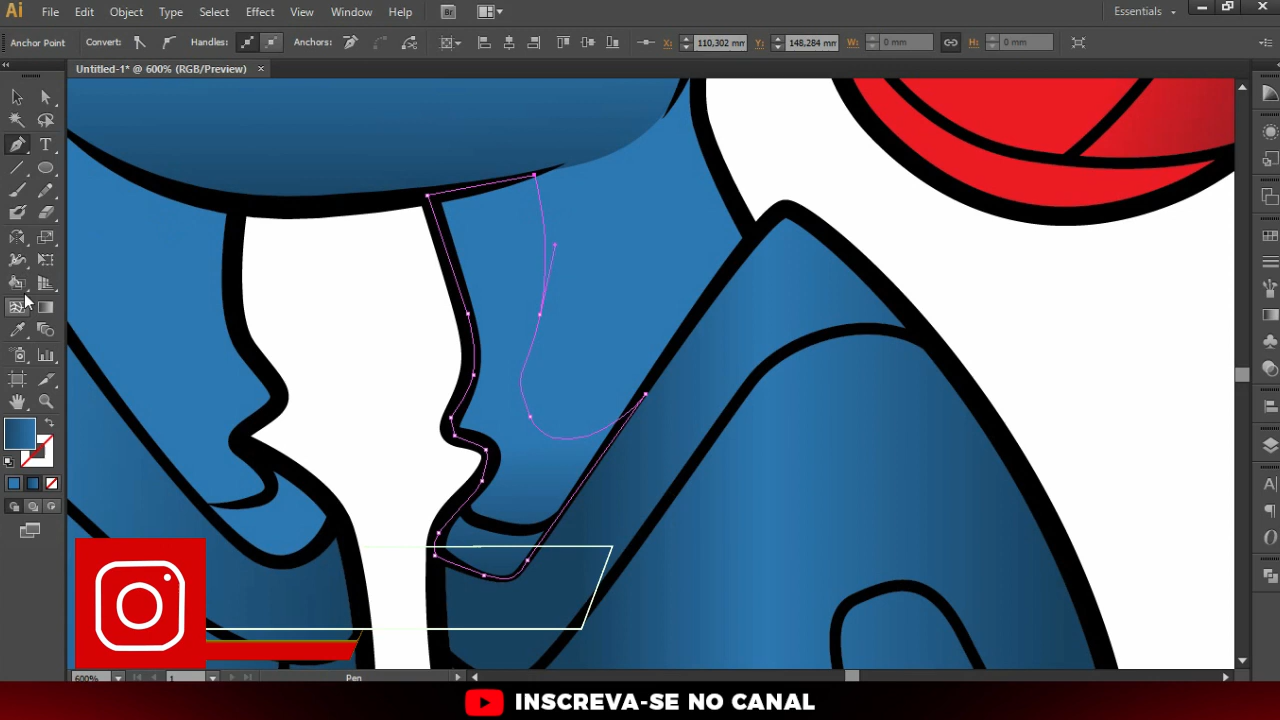 Ai File Edit Object Type Select Effect View Window Help Br Essentials
Anchor Point Convert: Handles: Anchors: X: 110,302 mm Y: 148,284 mm W: 0 mm H: 0 mm
Untitled-1* @ 600% (RGB/Preview) ×
T
A
600% 1 Pen
INSCREVA-SE NO CANAL